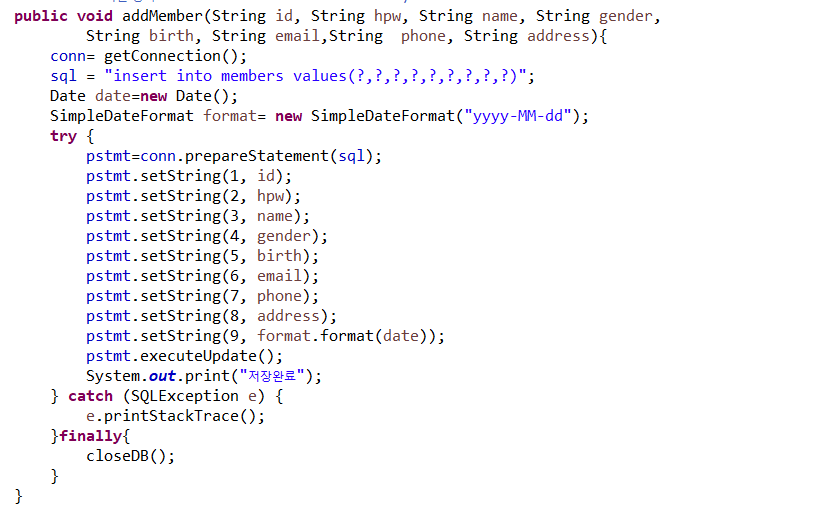 public void addMember(String id, String hpw, String name, String gender,
        String birth, String email,String  phone, String address){
    conn= getConnection();
    sql = "insert into members values(?,?,?,?,?,?,?,?,?)";
    Date date=new Date();
    SimpleDateFormat format= new SimpleDateFormat("yyyy-MM-dd");
    try {
        pstmt=conn.prepareStatement(sql);
        pstmt.setString(1, id);
        pstmt.setString(2, hpw);
        pstmt.setString(3, name);
        pstmt.setString(4, gender);
        pstmt.setString(5, birth);
        pstmt.setString(6, email);
        pstmt.setString(7, phone);
        pstmt.setString(8, address);
        pstmt.setString(9, format.format(date));
        pstmt.executeUpdate();
        System.out.print("저장완료");
    } catch (SQLException e) {
        e.printStackTrace();
    }finally{
        closeDB();
    }
}